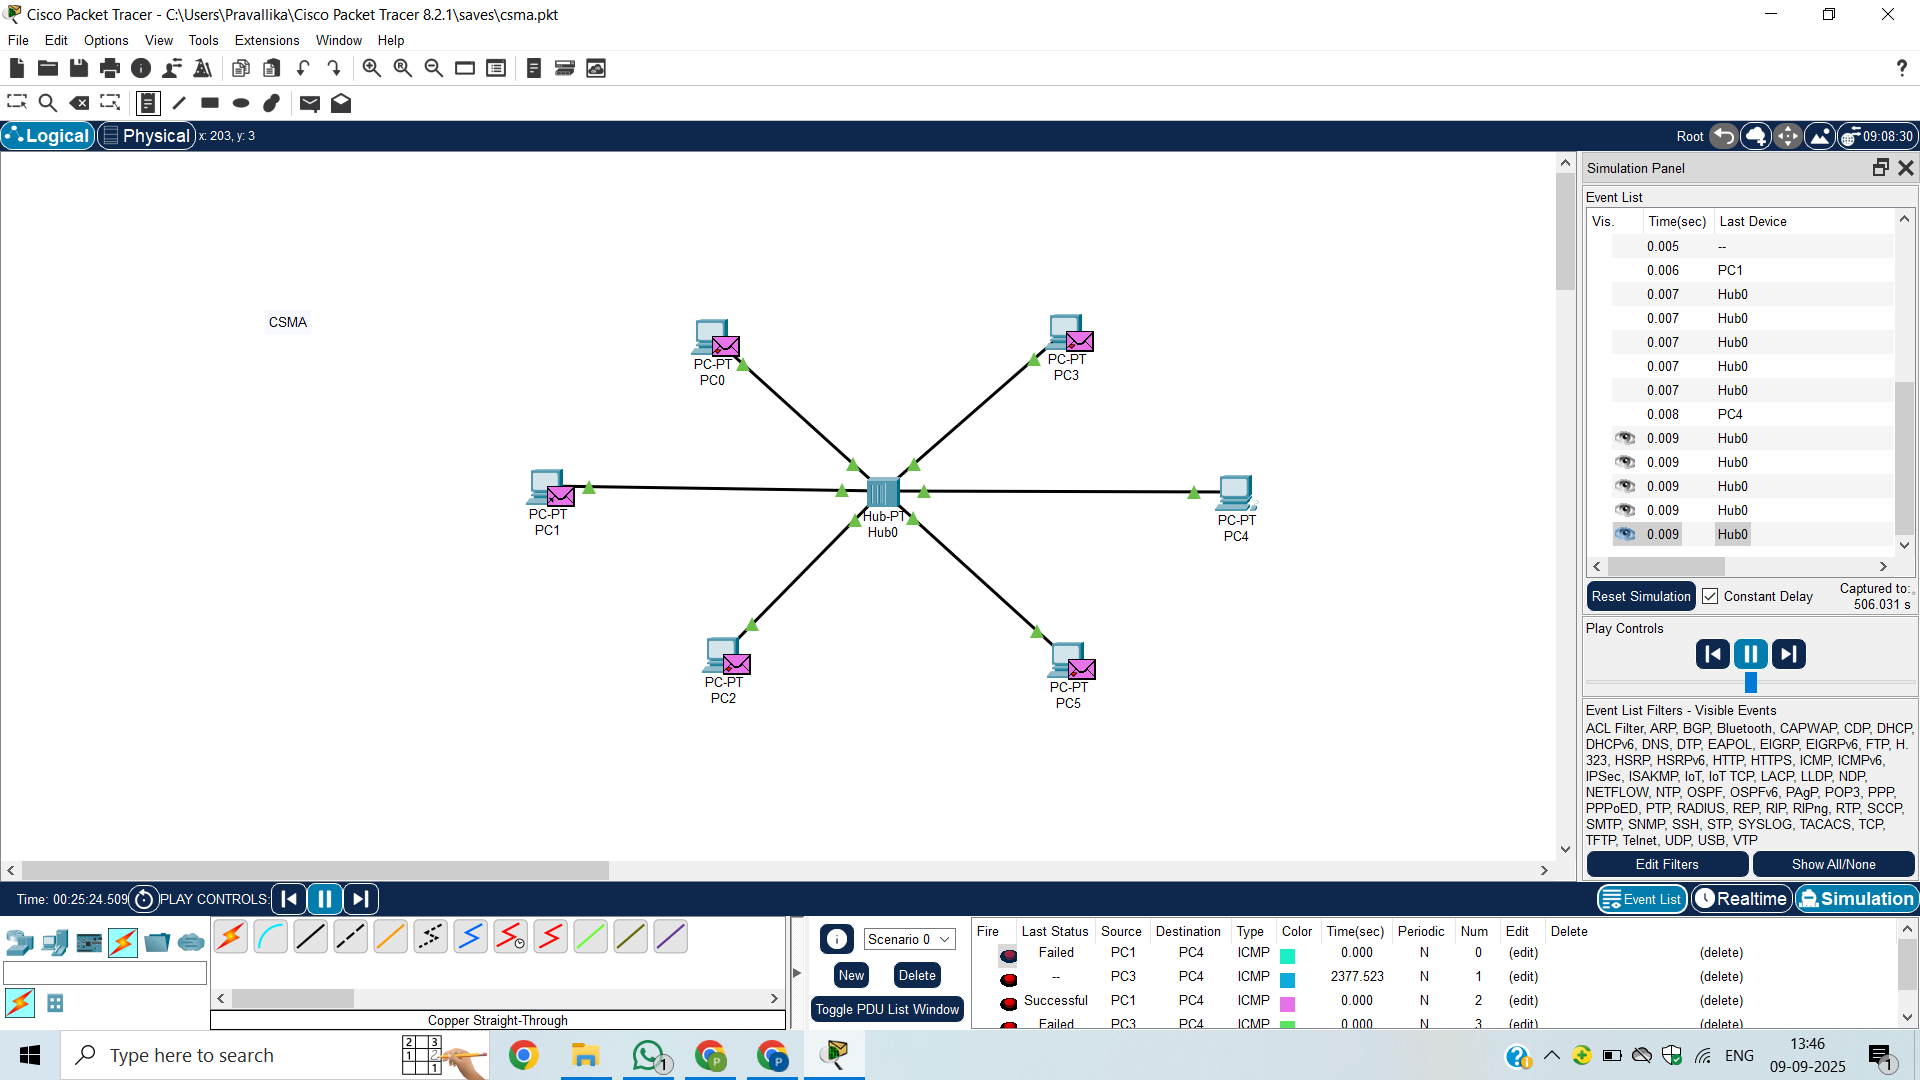 Cisco Packet Tracer - C:\Users\Pravallika\Cisco Packet Tracer 8.2.1\saves\csma.pkt
File Edit Options View Tools Extensions Window Help
?
Logical Physical x: 203, y: 3 Root 09:08:30
CSMA
PC-PT
PC0
PC-PT
PC3
PC-PT
PC1
Hub-PT
Hub0
PC-PT
PC4
PC-PT
PC2
PC-PT
PC5
Simulation Panel
Event List
Vis. Time(sec) Last Device
0.005 --
0.006 PC1
0.007 Hub0
0.007 Hub0
0.007 Hub0
0.007 Hub0
0.007 Hub0
0.008 PC4
0.009 Hub0
0.009 Hub0
0.009 Hub0
0.009 Hub0
0.009 Hub0
Reset Simulation Constant Delay Captured to:
506.031 s
Play Controls
Event List Filters - Visible Events
ACL Filter, ARP, BGP, Bluetooth, CAPWAP, CDP, DHCP,
DHCPv6, DNS, DTP, EAPOL, EIGRP, EIGRPv6, FTP, H.
323, HSRP, HSRPv6, HTTP, HTTPS, ICMP, ICMPv6,
IPSec, ISAKMP, IoT, IoT TCP, LACP, LLDP, NDP,
NETFLOW, NTP, OSPF, OSPFv6, PAgP, POP3, PPP,
PPPoED, PTP, RADIUS, REP, RIP, RIPng, RTP, SCCP,
SMTP, SNMP, SSH, STP, SYSLOG, TACACS, TCP,
TFTP, Telnet, UDP, USB, VTP
Edit Filters Show All/None
Time: 00:25:24.509 PLAY CONTROLS: Event List Realtime Simulation
Scenario 0
New Delete
Toggle PDU List Window
Copper Straight-Through
Fire Last Status Source Destination Type Color Time(sec) Periodic Num Edit Delete
Failed PC1 PC4 ICMP 0.000 N 0 (edit) (delete)
-- PC3 PC4 ICMP 2377.523 N 1 (edit) (delete)
Successful PC1 PC4 ICMP 0.000 N 2 (edit) (delete)
Failed PC3 PC4 ICMP 0.000 N 3 (edit) (delete)
Type here to search
ENG
13:46
09-09-2025
1